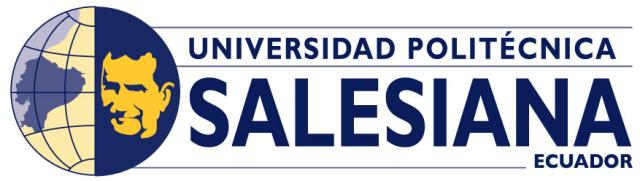 UNIVERSIDAD POLITÉCNICA
SALESIANA
ECUADOR